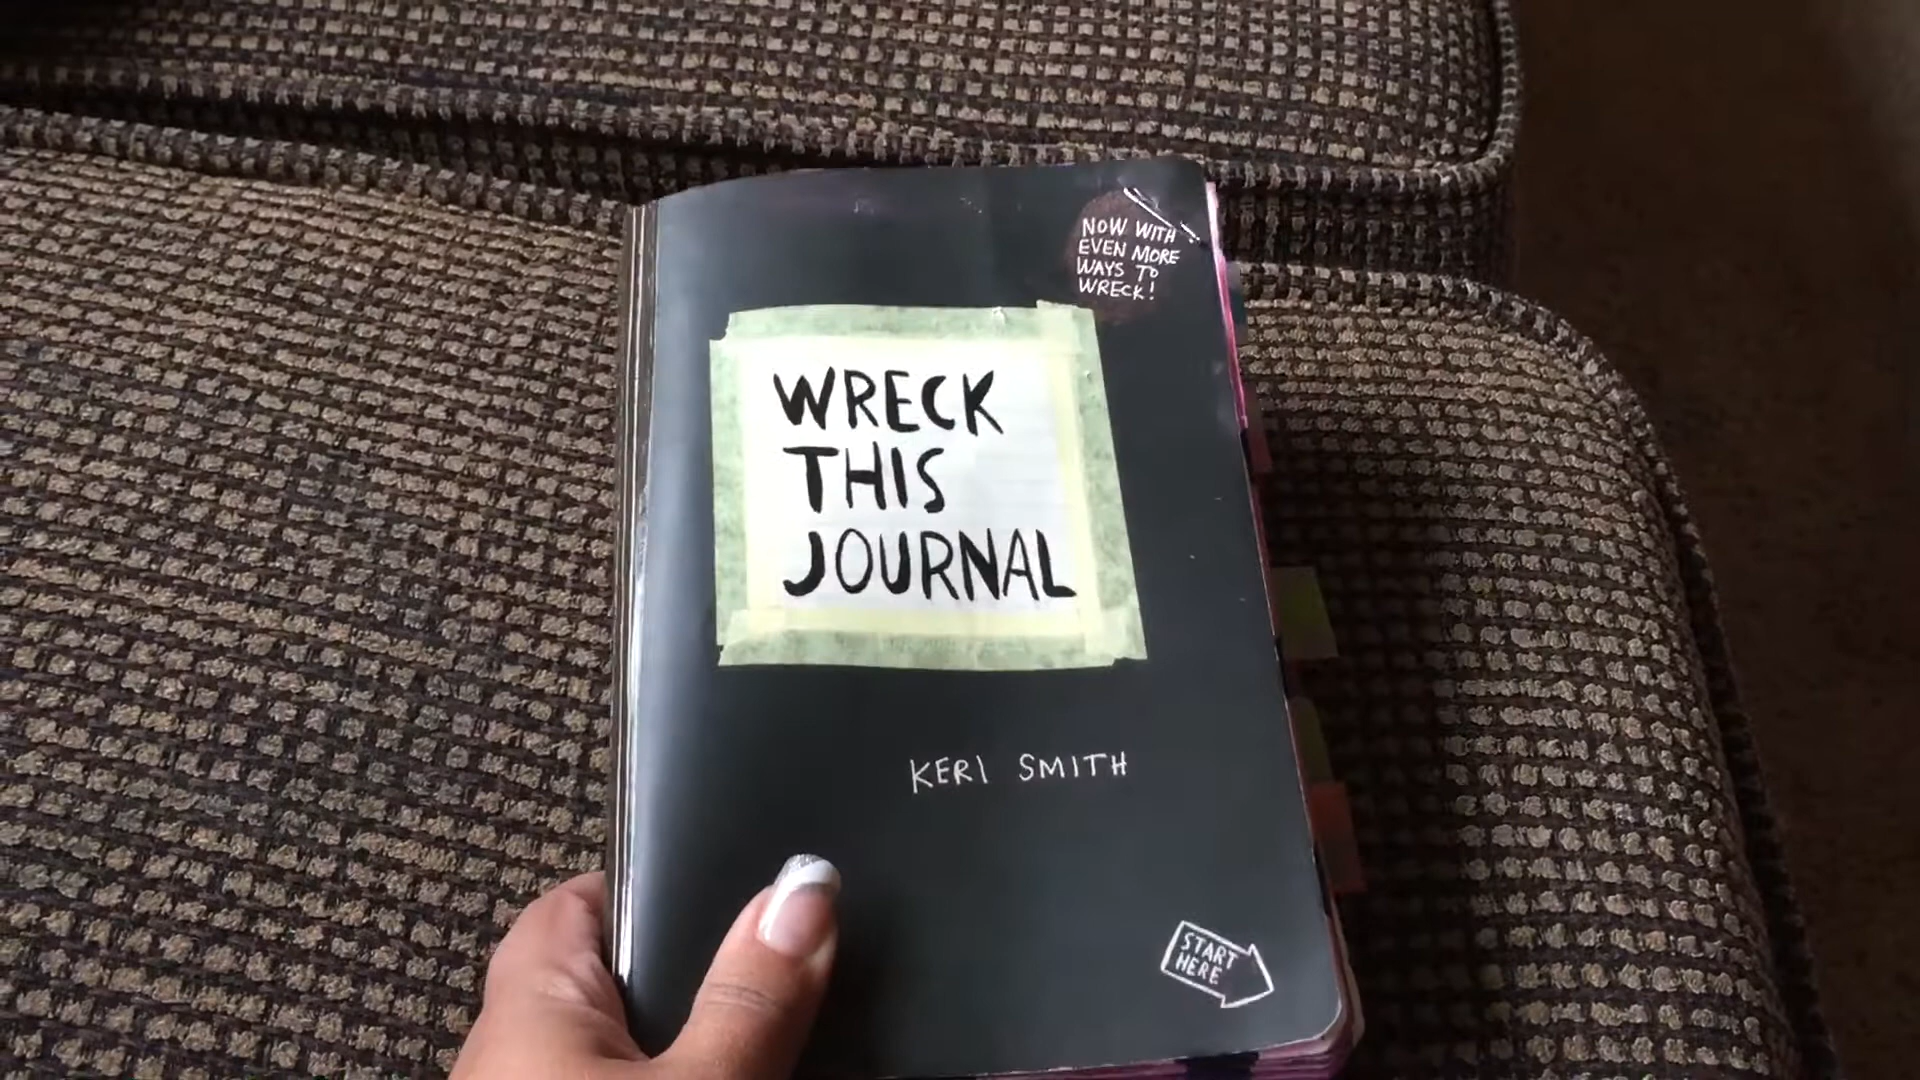 NOW WITH
EVEN MORE
WAYS TO
WRECK!
WRECK
THIS
JOURNAL
KERI SMITH
START
HERE